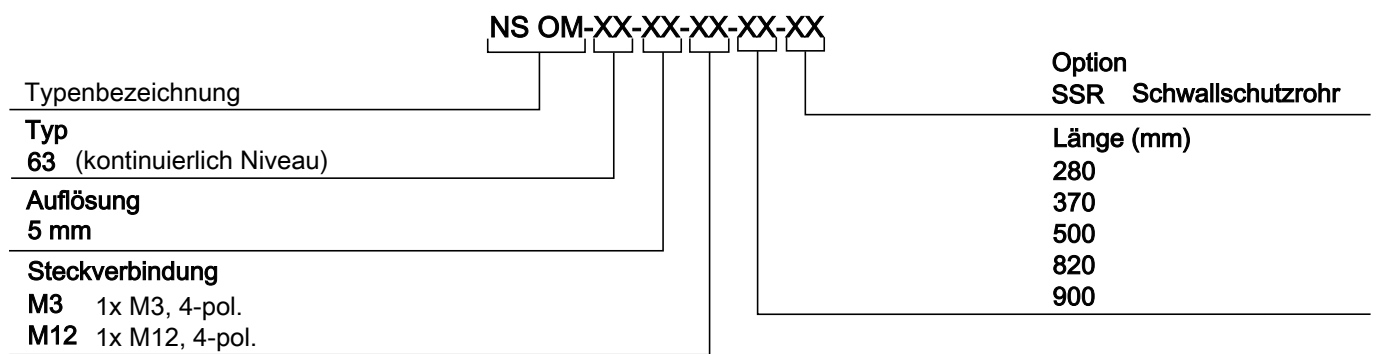 NS OM-XX-XX-XX-XX-XX
Typenbezeichnung
Typ
63 (kontinuierlich Niveau)
Auflösung
5 mm
Steckverbindung
M3 1x M3, 4-pol.
M12 1x M12, 4-pol.
Option
SSR Schwallschutzrohr
Länge (mm)
280
370
500
820
900